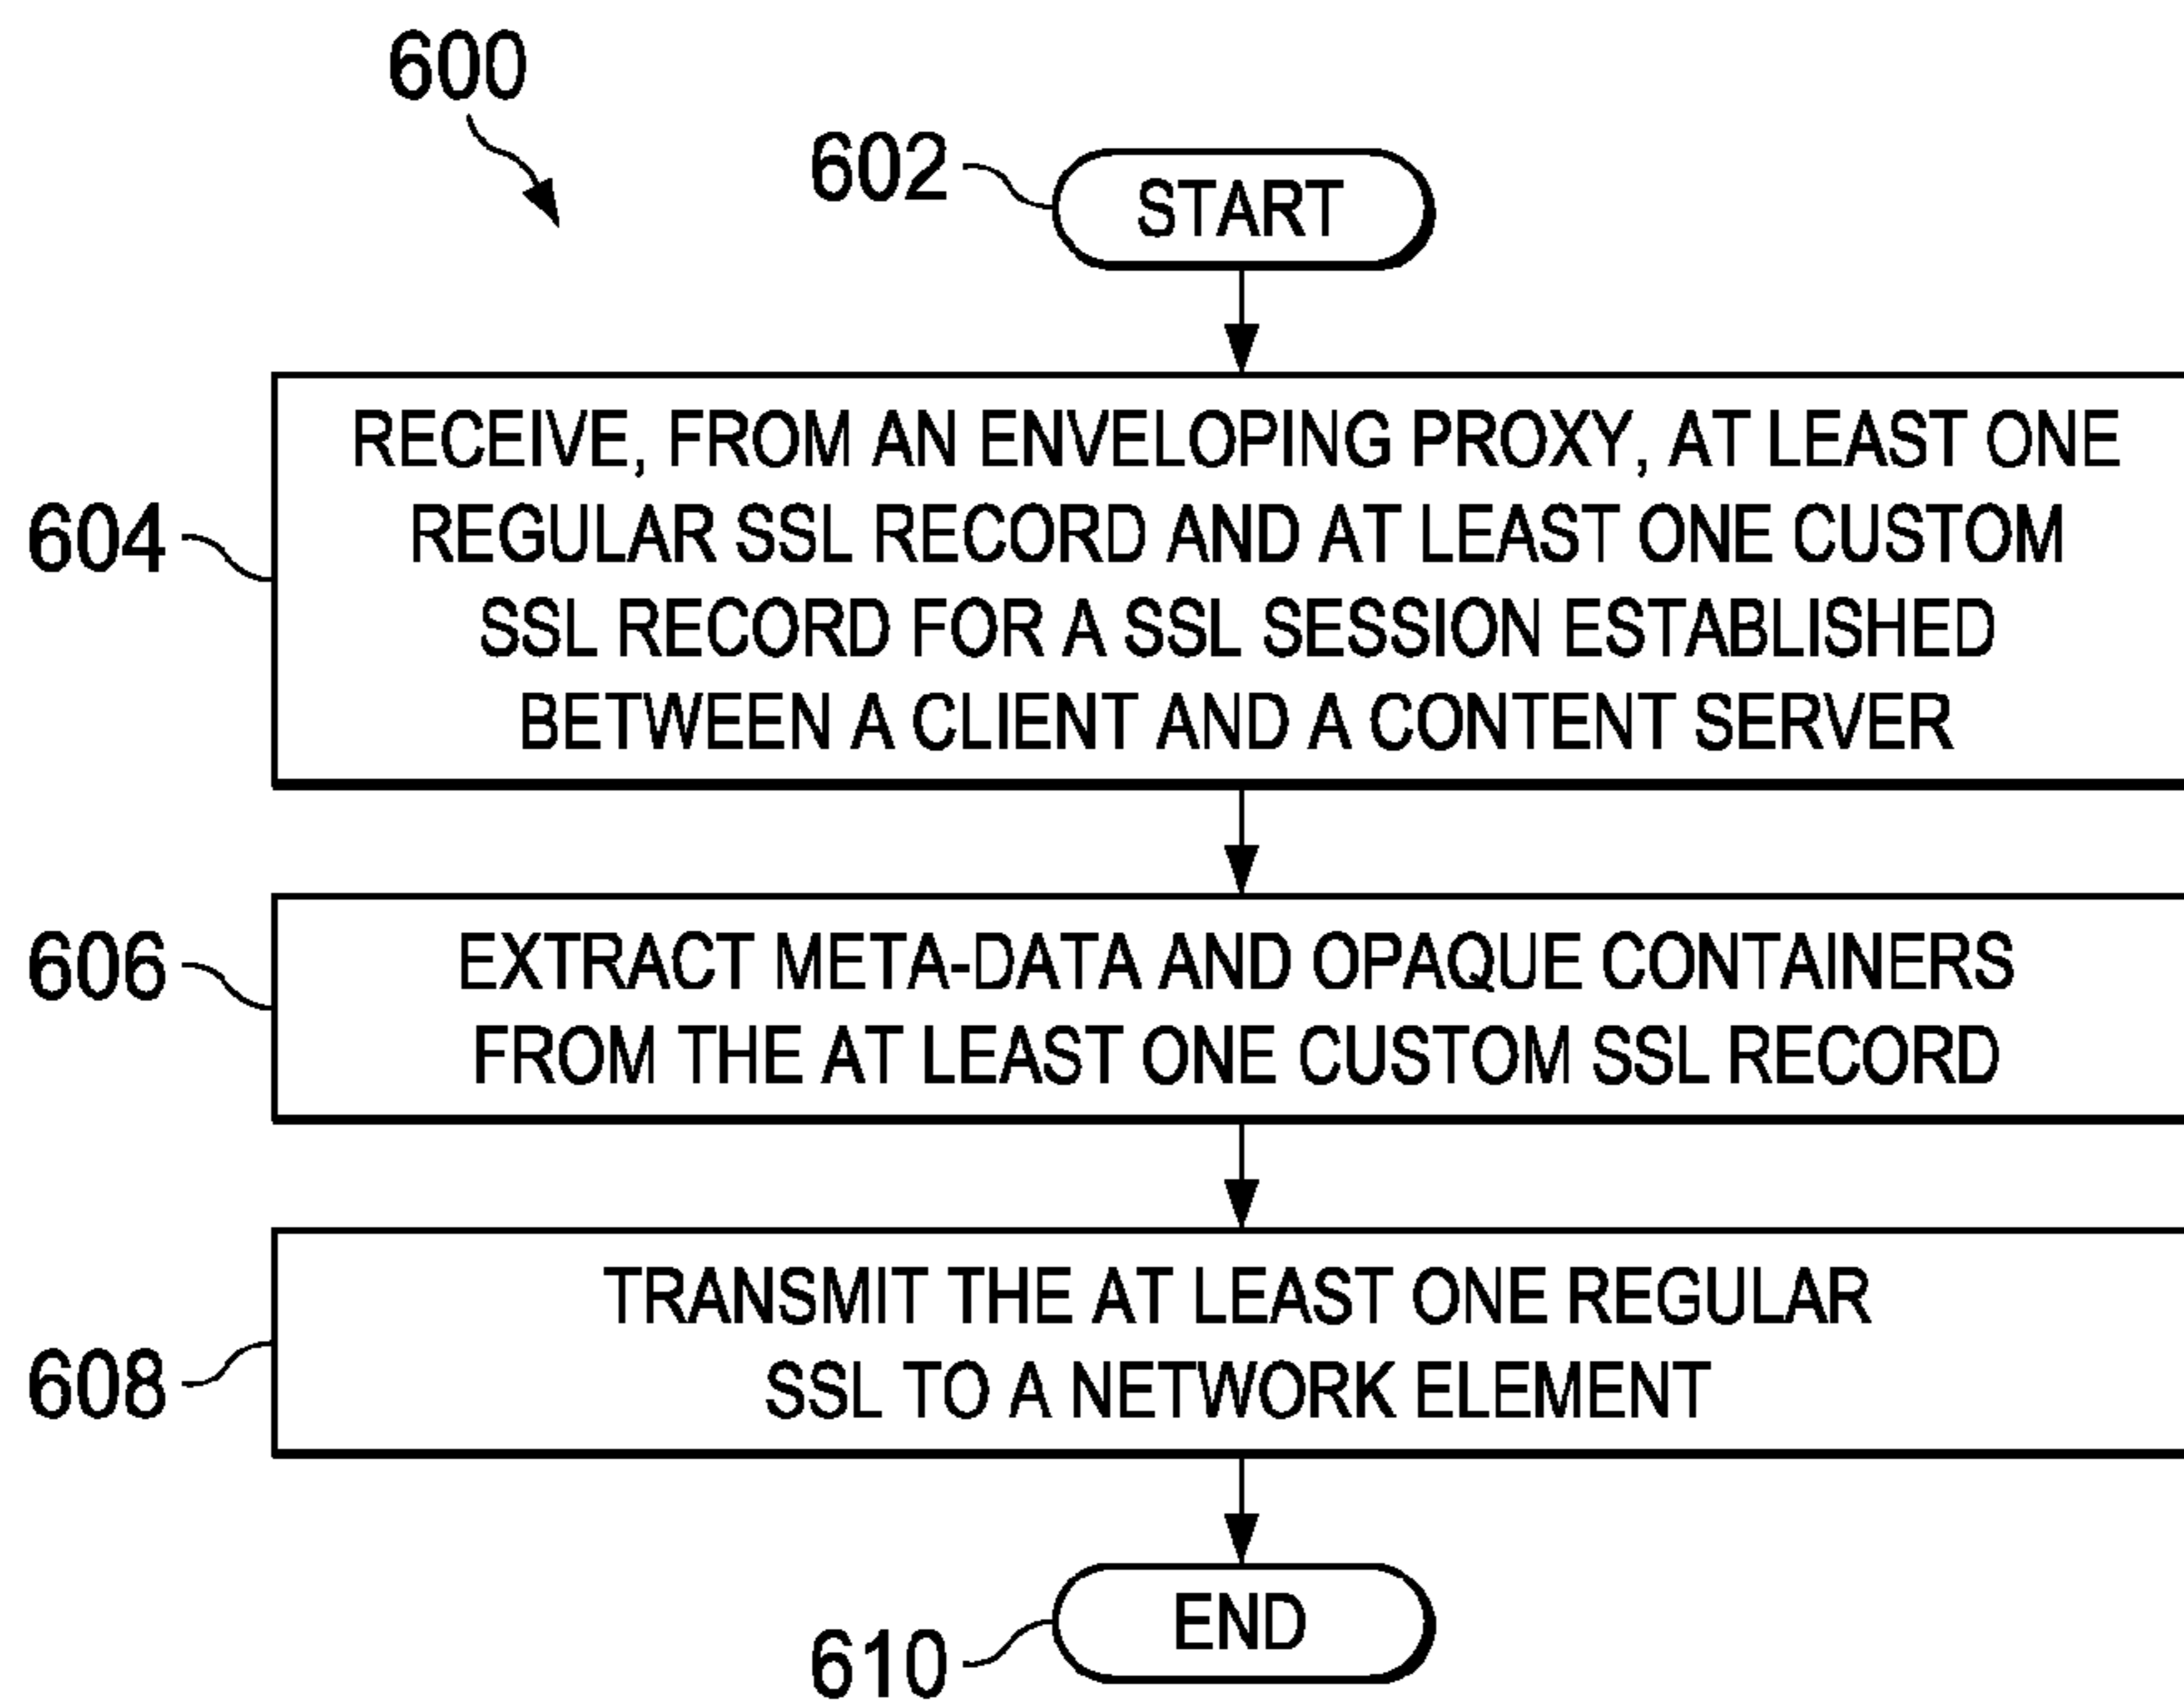 600
602
START
604
RECEIVE, FROM AN ENVELOPING PROXY, AT LEAST ONE
REGULAR SSL RECORD AND AT LEAST ONE CUSTOM
SSL RECORD FOR A SSL SESSION ESTABLISHED
BETWEEN A CLIENT AND A CONTENT SERVER
606
EXTRACT META-DATA AND OPAQUE CONTAINERS
FROM THE AT LEAST ONE CUSTOM SSL RECORD
608
TRANSMIT THE AT LEAST ONE REGULAR
SSL TO A NETWORK ELEMENT
610
END